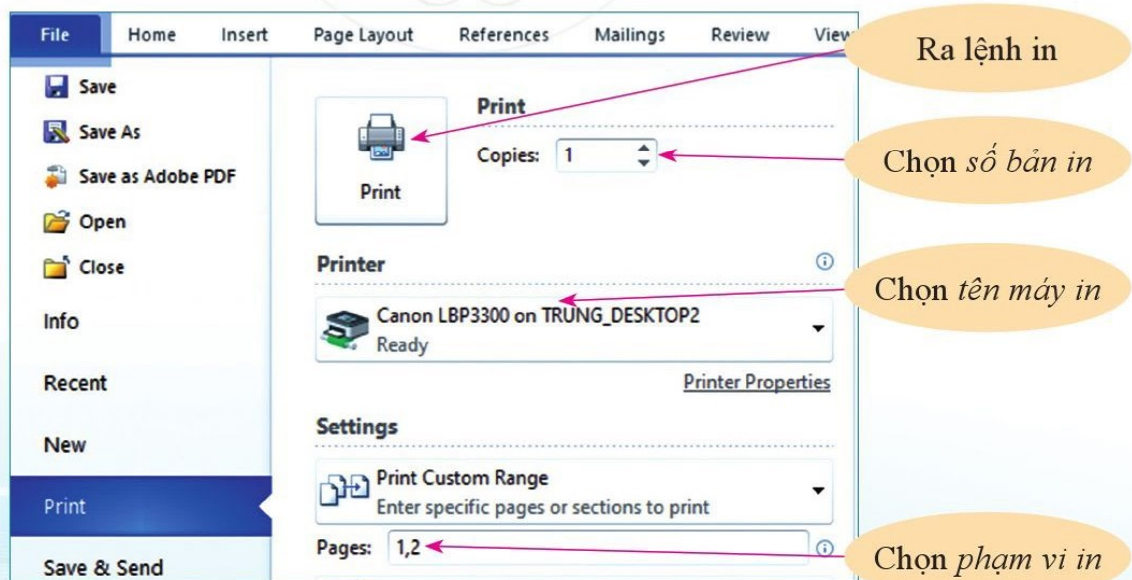 File Home Insert Page Layout References Mailings Review View
Ra lệnh in
Save
Save As
Save as Adobe PDF
Open
Close
Info
Recent
New
Print
Save & Send
Print
Print
Copies: 1
Chọn số bản in
Printer
Canon LBP3300 on TRUNG_DESKTOP2
Ready
Chọn tên máy in
Printer Properties
Settings
Print Custom Range
Enter specific pages or sections to print
Pages: 1,2
Chọn phạm vi in